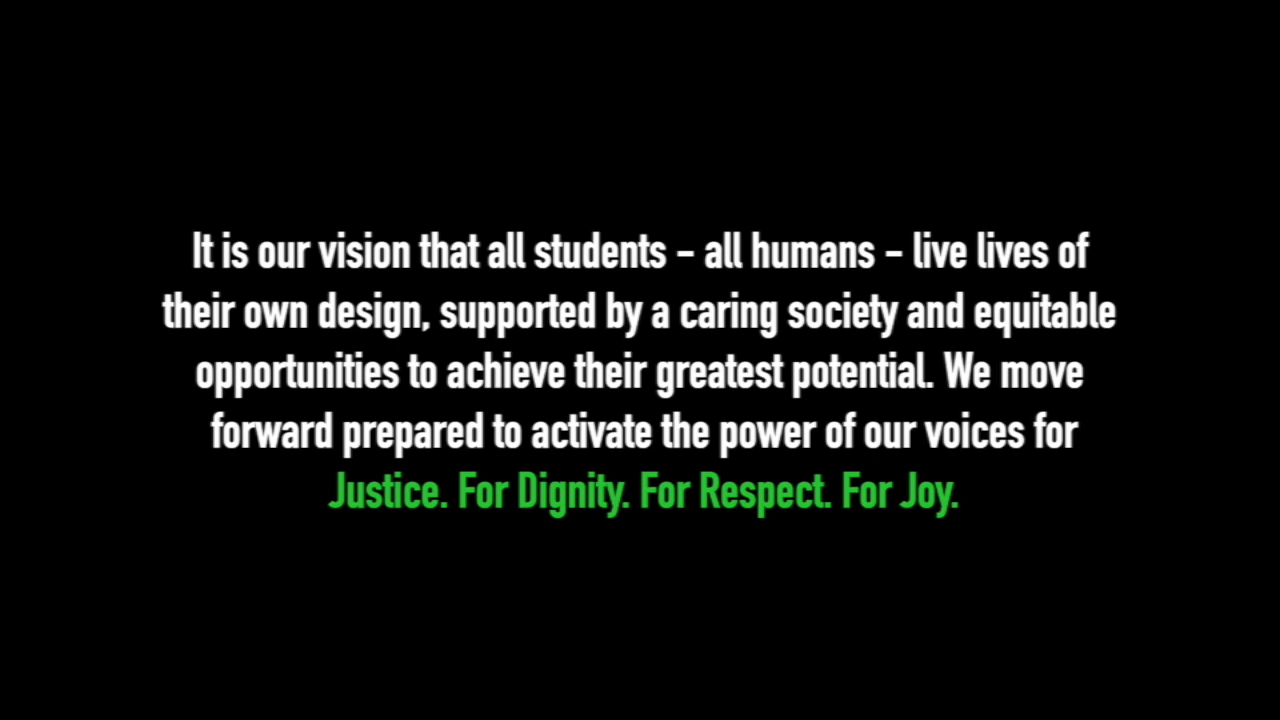 It is our vision that all students – all humans – live lives of
their own design, supported by a caring society and equitable
opportunities to achieve their greatest potential. We move
forward prepared to activate the power of our voices for
Justice. For Dignity. For Respect. For Joy.